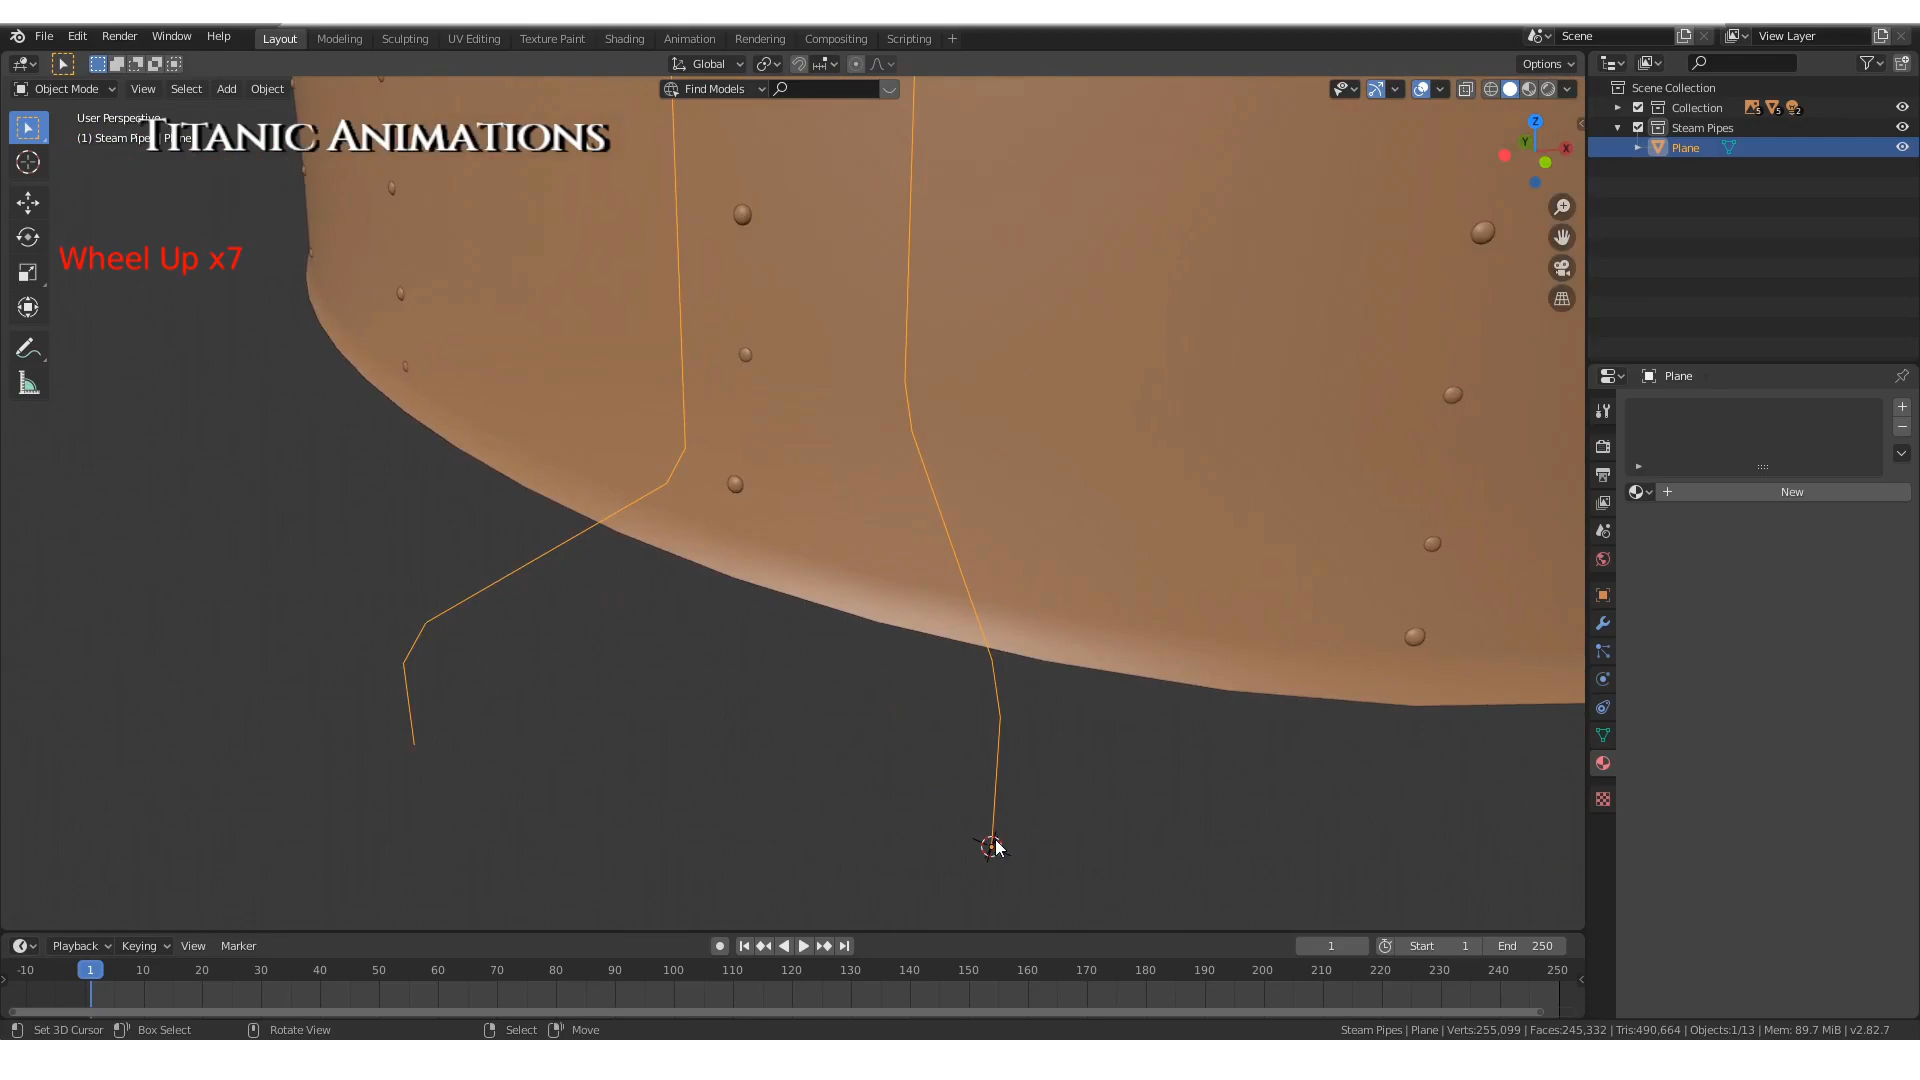 File Edit Render Window Help Layout Modeling Sculpting UV Editing Texture Paint Shading Animation Rendering Compositing Scripting + Scene View Layer
Global Options
Object Mode View Select Add Object Find Models
Scene Collection
Collection 5 5 2
Steam Pipes
Plane
User Perspective
(1) Steam Pipe
TITANIC ANIMATIONS
Z
Y
X
Wheel Up x7
Plane
+ New
Playback Keying View Marker 1 Start 1 End 250
-10 1 10 20 30 40 50 60 70 80 90 100 110 120 130 140 150 160 170 180 190 200 210 220 230 240 250
Set 3D Cursor Box Select Rotate View Select Move Steam Pipes | Plane | Verts:255,099 | Faces:245,332 | Tris:490,664 | Objects:1/13 | Mem: 89.7 MiB | v2.82.7